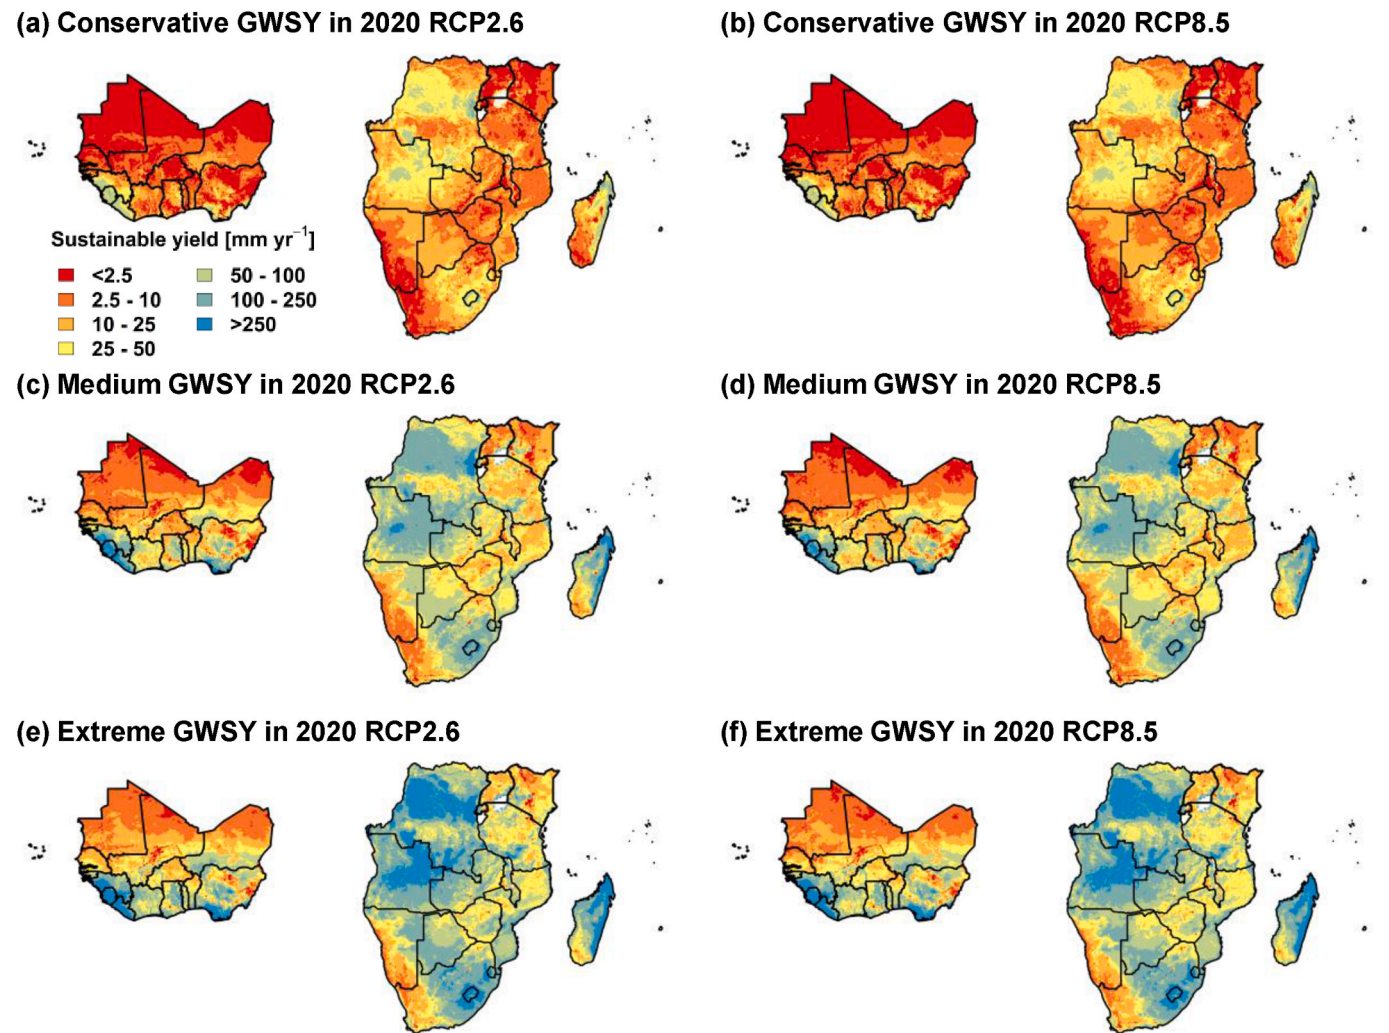 (a) Conservative GWSY in 2020 RCP2.6
(b) Conservative GWSY in 2020 RCP8.5
Sustainable yield [mm yr⁻¹]
<2.5
50 - 100
2.5 - 10
100 - 250
10 - 25
>250
25 - 50
(c) Medium GWSY in 2020 RCP2.6
(d) Medium GWSY in 2020 RCP8.5
(e) Extreme GWSY in 2020 RCP2.6
(f) Extreme GWSY in 2020 RCP8.5